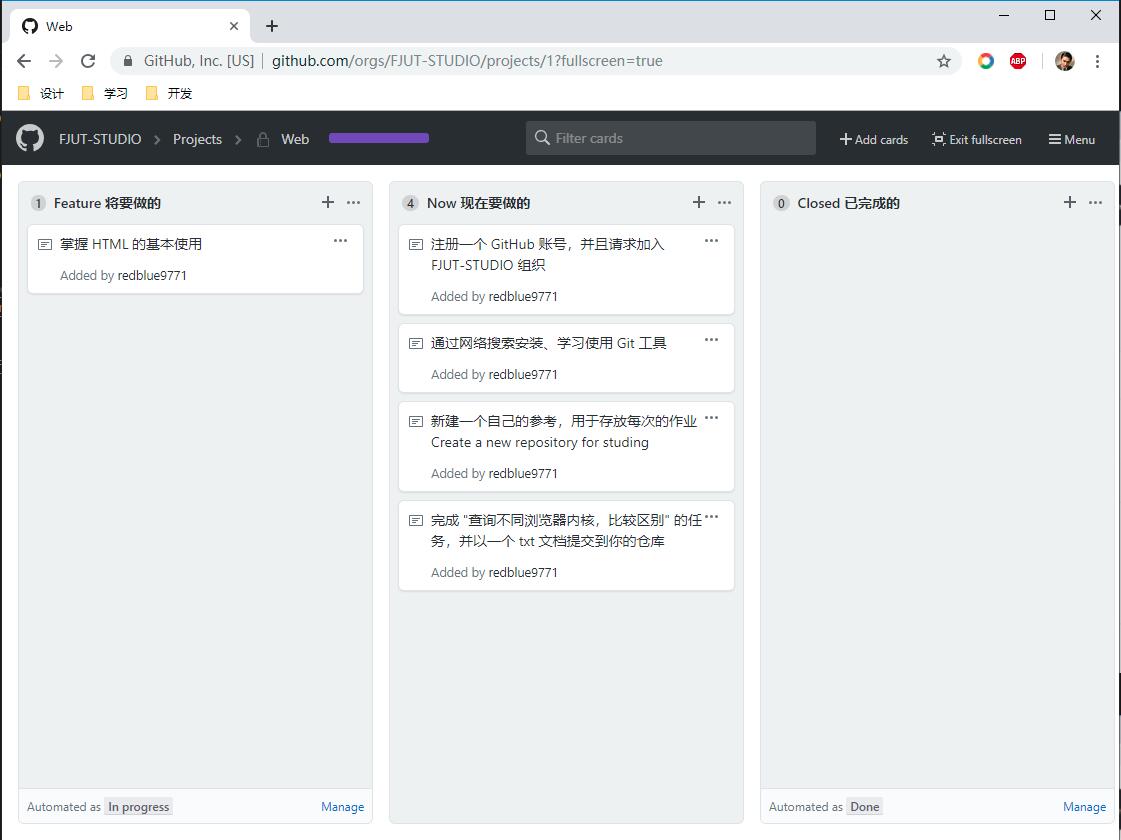 Web
GitHub, Inc. [US] github.com/orgs/FJUT-STUDIO/projects/1?fullscreen=true
ABP
设计 学习 开发
FJUT-STUDIO Projects Web Filter cards Add cards Exit fullscreen Menu
1 Feature 将要做的
掌握 HTML 的基本使用
Added by redblue9771
Automated as In progress Manage
4 Now 现在要做的
注册一个 GitHub 账号，并且请求加入
FJUT-STUDIO 组织
Added by redblue9771
通过网络搜索安装、学习使用 Git 工具
Added by redblue9771
新建一个自己的参考，用于存放每次的作业
Create a new repository for studing
Added by redblue9771
完成 "查询不同浏览器内核，比较区别" 的任
务，并以一个 txt 文档提交到你的仓库
Added by redblue9771
0 Closed 已完成的
Automated as Done Manage